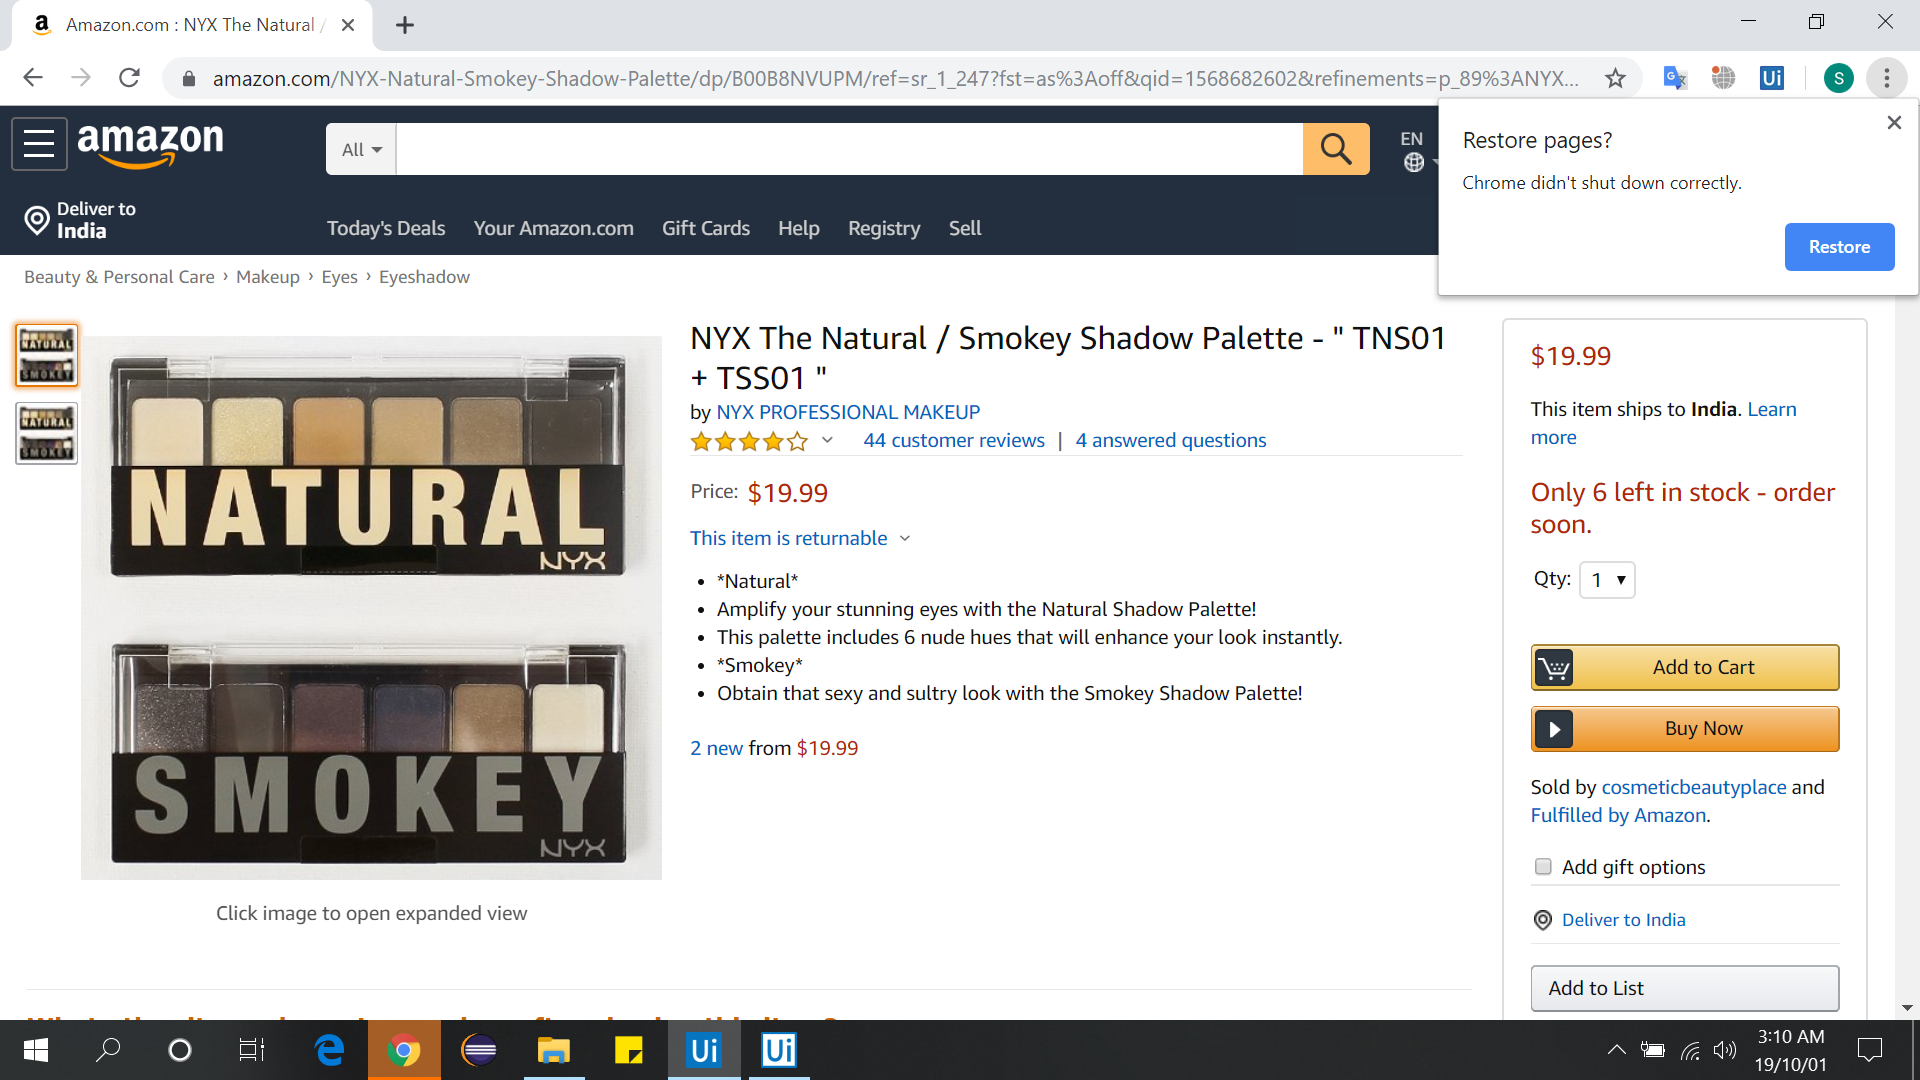 Amazon.com : NYX The Natural /
amazon.com/NYX-Natural-Smokey-Shadow-Palette/dp/B00B8NVUPM/ref=sr_1_247?fst=as%3Aoff&qid=1568682602&refinements=p_89%3ANYX...
Ui
S
amazon
All
EN
Restore pages?
Chrome didn't shut down correctly.
Restore
Deliver to
India
Today's Deals
Your Amazon.com
Gift Cards
Help
Registry
Sell
Beauty & Personal Care › Makeup › Eyes › Eyeshadow
NATURAL
SMOKEY
NATURAL
SMOKEY
NATURAL
NYX
SMOKEY
NYX
Click image to open expanded view
NYX The Natural / Smokey Shadow Palette - " TNS01
+ TSS01 "
by NYX PROFESSIONAL MAKEUP
44 customer reviews | 4 answered questions
Price: $19.99
This item is returnable
• *Natural*
• Amplify your stunning eyes with the Natural Shadow Palette!
• This palette includes 6 nude hues that will enhance your look instantly.
• *Smokey*
• Obtain that sexy and sultry look with the Smokey Shadow Palette!
2 new from $19.99
$19.99
This item ships to India. Learn
more
Only 6 left in stock - order
soon.
Qty: 1
Add to Cart
Buy Now
Sold by cosmeticbeautyplace and
Fulfilled by Amazon.
Add gift options
Deliver to India
Add to List
Ui
Ui
3:10 AM
19/10/01